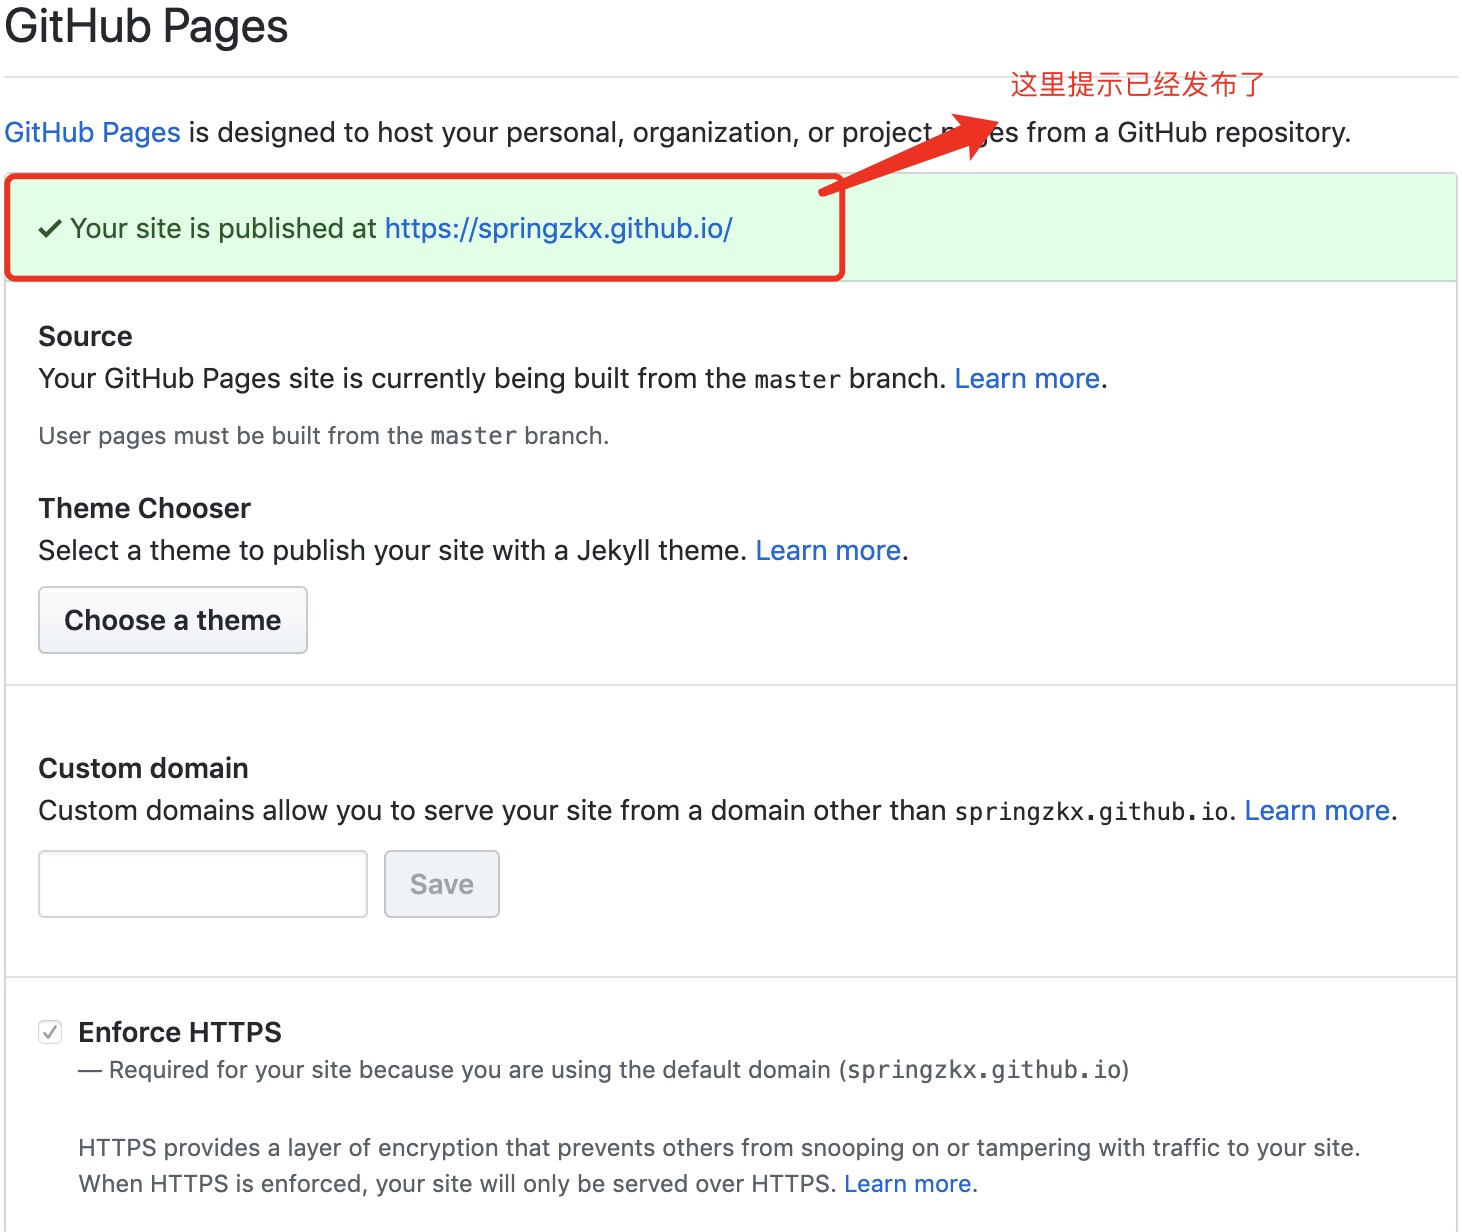 GitHub Pages
这里提示已经发布了
GitHub Pages is designed to host your personal, organization, or project pages from a GitHub repository.
Your site is published at https://springzkx.github.io/
Source
Your GitHub Pages site is currently being built from the master branch. Learn more.
User pages must be built from the master branch.
Theme Chooser
Select a theme to publish your site with a Jekyll theme. Learn more.
Choose a theme
Custom domain
Custom domains allow you to serve your site from a domain other than springzkx.github.io. Learn more.
Save
Enforce HTTPS
— Required for your site because you are using the default domain (springzkx.github.io)
HTTPS provides a layer of encryption that prevents others from snooping on or tampering with traffic to your site.
When HTTPS is enforced, your site will only be served over HTTPS. Learn more.